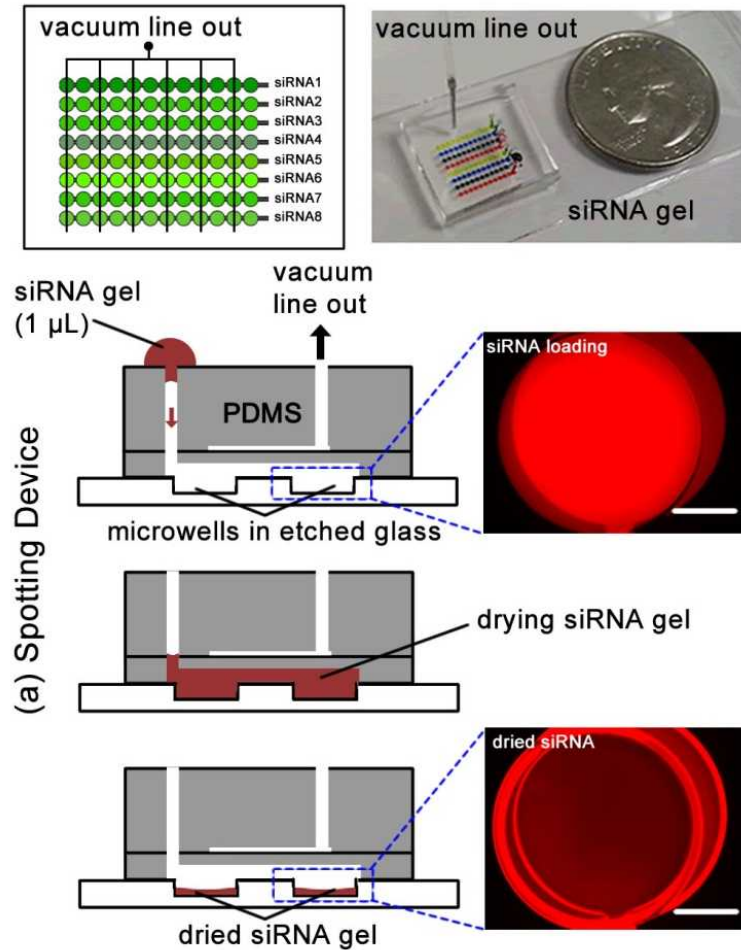 vacuum line out
siRNA1
siRNA2
siRNA3
siRNA4
siRNA5
siRNA6
siRNA7
siRNA8
vacuum line out
LIBERTY
siRNA gel
siRNA gel
(1 µL)
vacuum
line out
siRNA loading
PDMS
microwells in etched glass
(a) Spotting Device
drying siRNA gel
dried siRNA
dried siRNA gel